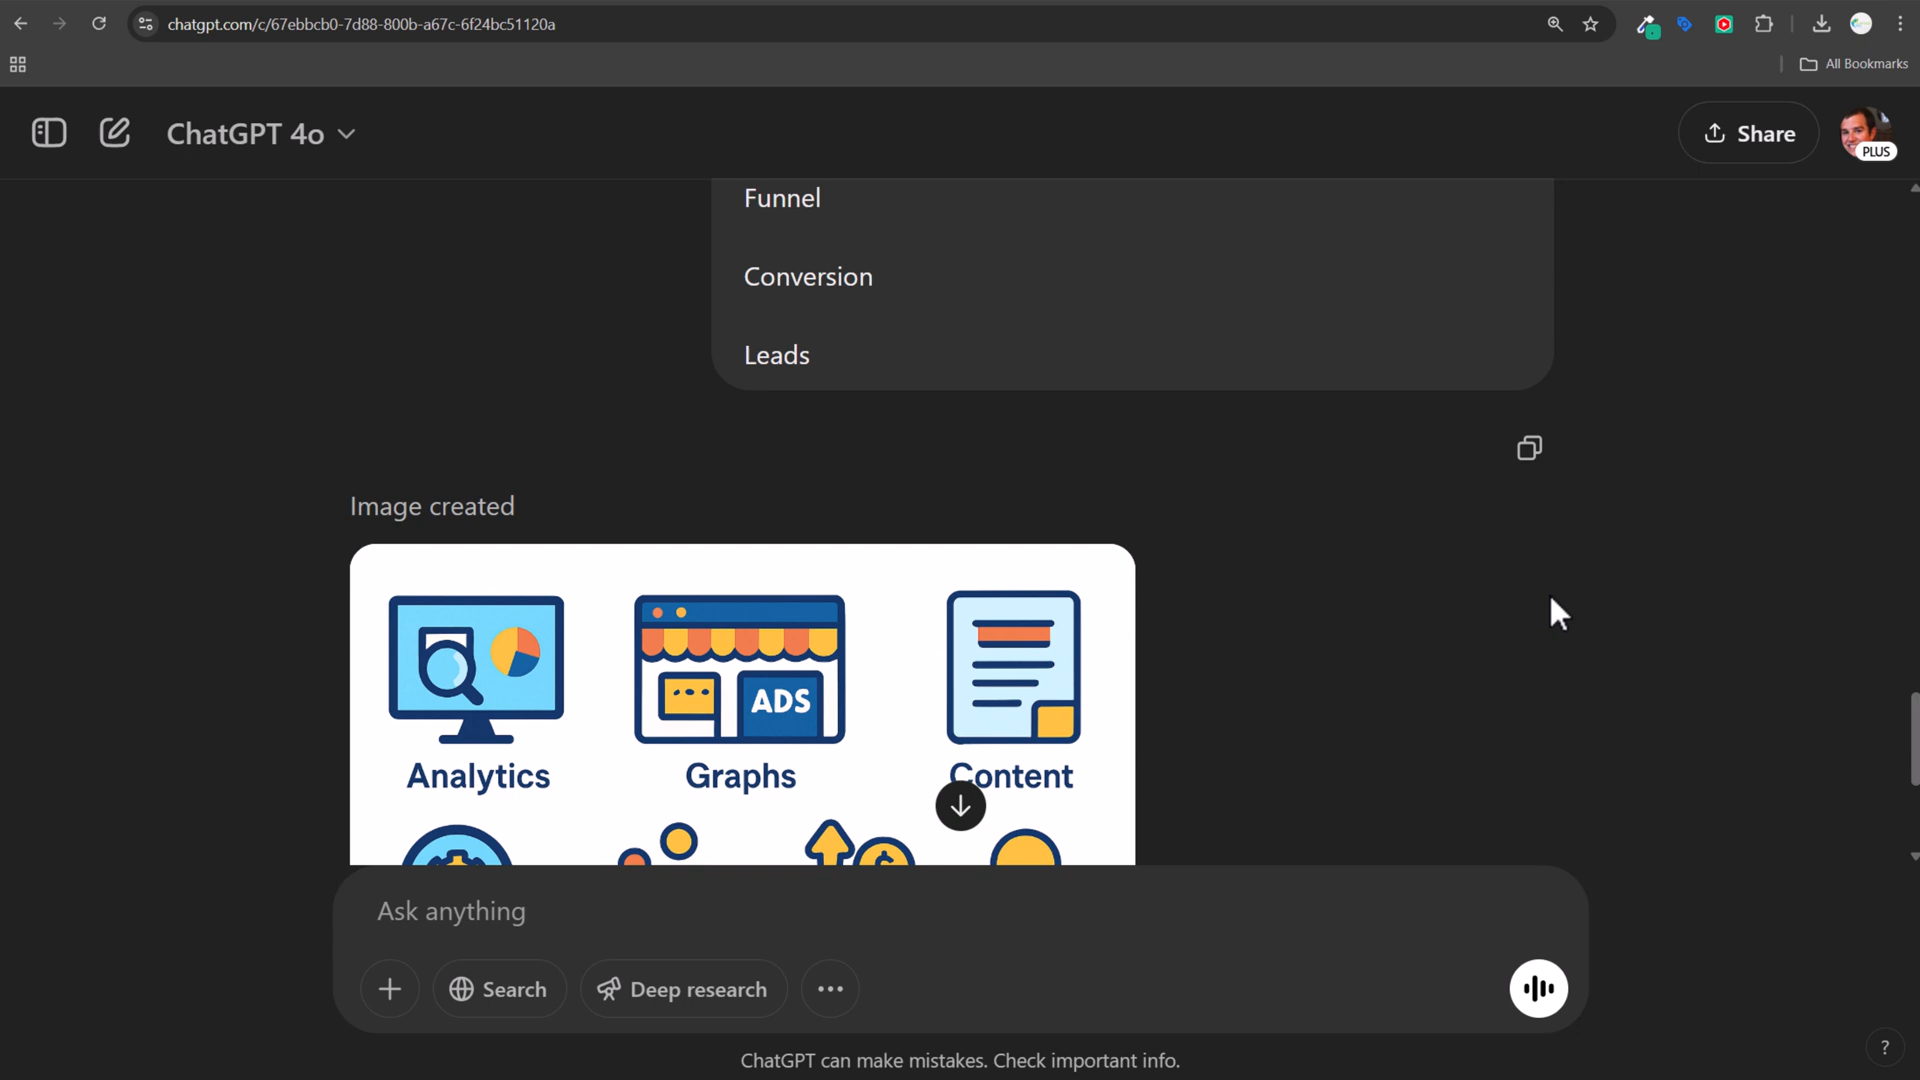 chatgpt.com/c/67ebbcb0-7d88-800b-a67c-6f24bc51120a
All Bookmarks
ChatGPT 4o
Share
PLUS
Funnel
Conversion
Leads
Image created
ADS
Analytics
Graphs
Content
Ask anything
Search
Deep research
ChatGPT can make mistakes. Check important info.
?